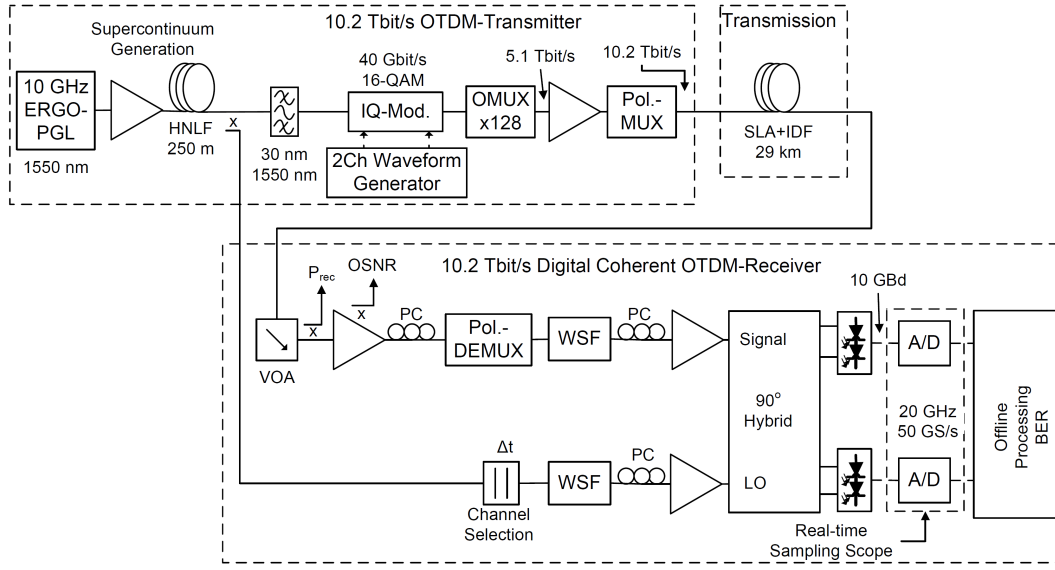 10.2 Tbit/s OTDM-Transmitter
Transmission
Supercontinuum
Generation
10 GHz
ERGO-
PGL
1550 nm
HNLF
250 m
x
30 nm
1550 nm
40 Gbit/s
16-QAM
IQ-Mod.
2Ch Waveform
Generator
OMUX
x128
5.1 Tbit/s
10.2 Tbit/s
Pol.-
MUX
SLA+IDF
29 km
10.2 Tbit/s Digital Coherent OTDM-Receiver
VOA
Prec
x
OSNR
x
PC
Pol.-
DEMUX
WSF
PC
Signal
90o
Hybrid
LO
10 GBd
A/D
20 GHz
50 GS/s
A/D
Offline
Processing
BER
Δt
Channel
Selection
WSF
PC
Real-time
Sampling Scope